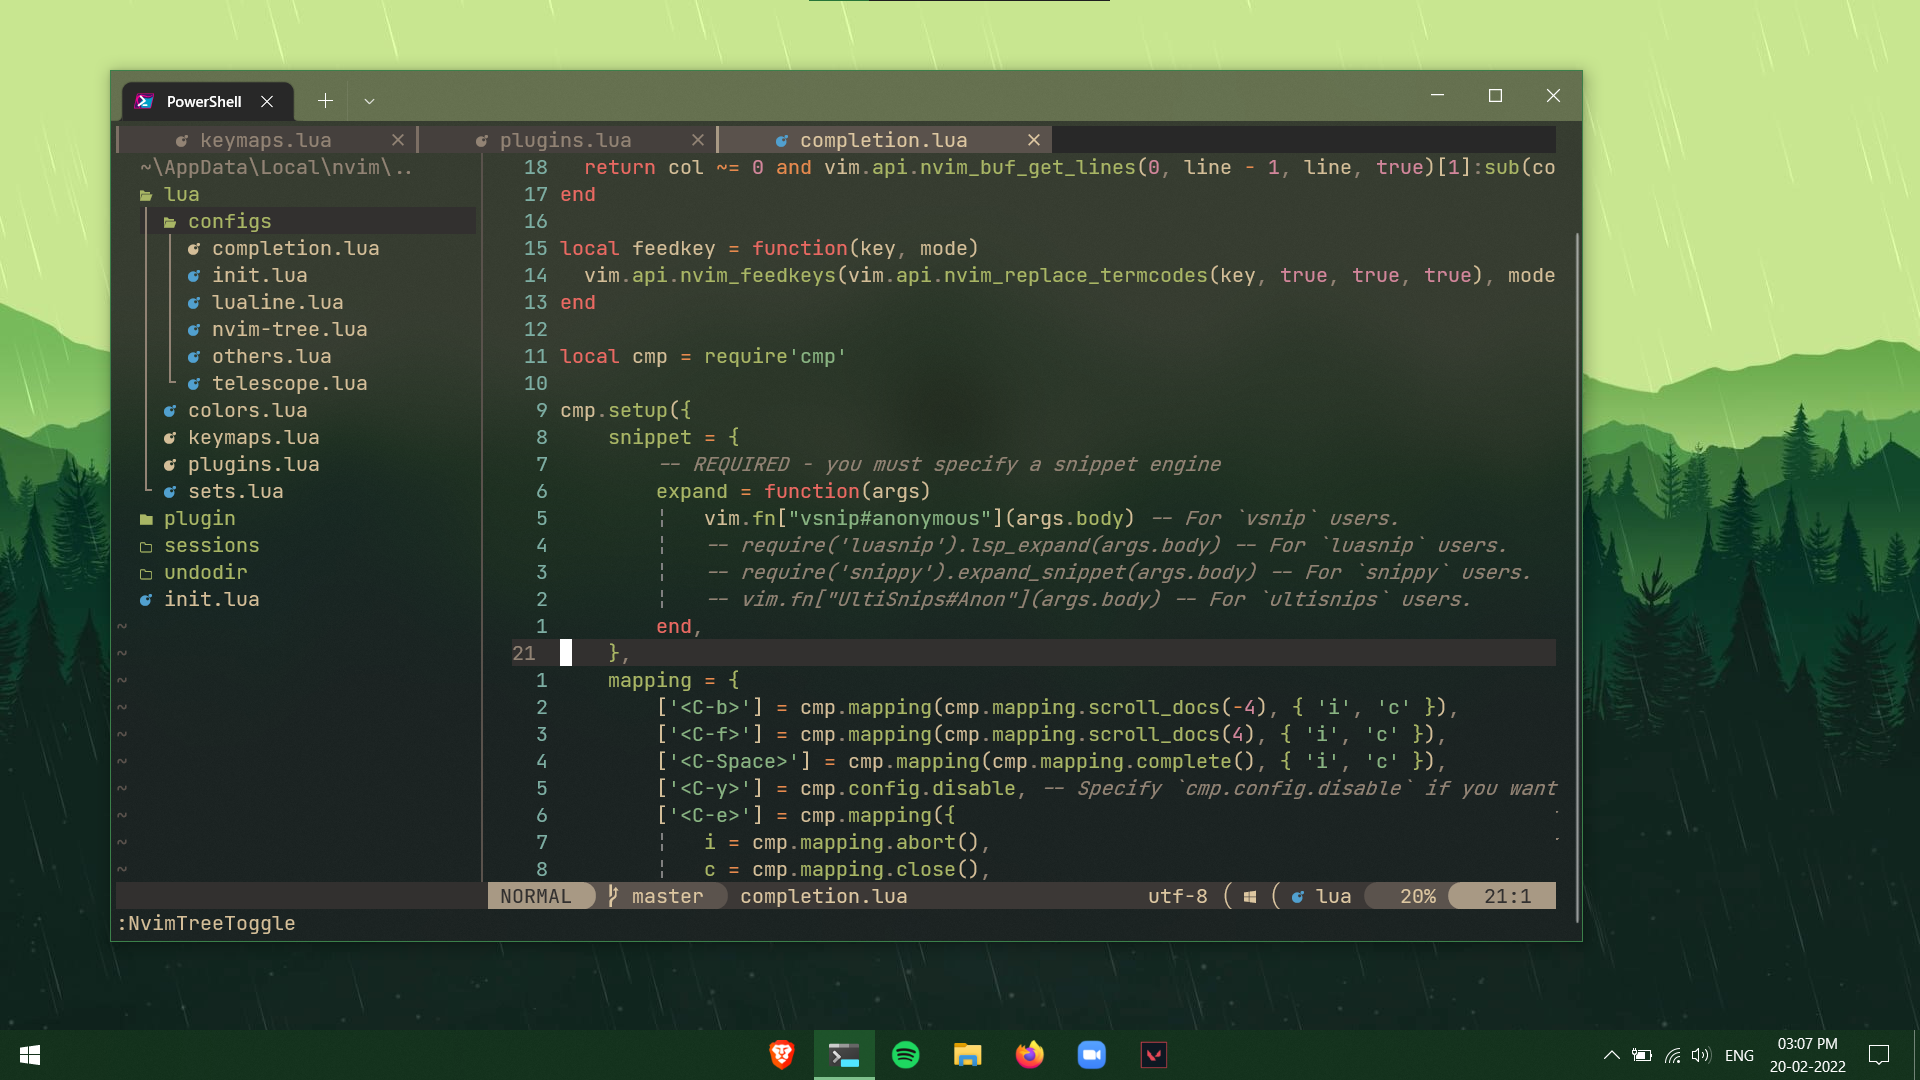 PowerShell
keymaps.lua
plugins.lua
completion.lua
~\AppData\Local\nvim\..
lua
configs
completion.lua
init.lua
lualine.lua
nvim-tree.lua
others.lua
telescope.lua
colors.lua
keymaps.lua
plugins.lua
sets.lua
plugin
sessions
undodir
init.lua
~
~
~
~
~
~
~
~
~
~
18   return col ~= 0 and vim.api.nvim_buf_get_lines(0, line - 1, line, true)[1]:sub(co
17 end
16
15 local feedkey = function(key, mode)
14   vim.api.nvim_feedkeys(vim.api.nvim_replace_termcodes(key, true, true, true), mode
13 end
12
11 local cmp = require'cmp'
10
9 cmp.setup({
8     snippet = {
7         -- REQUIRED - you must specify a snippet engine
6         expand = function(args)
5         ¦   vim.fn["vsnip#anonymous"](args.body) -- For `vsnip` users.
4         ¦   -- require('luasnip').lsp_expand(args.body) -- For `luasnip` users.
3         ¦   -- require('snippy').expand_snippet(args.body) -- For `snippy` users.
2         ¦   -- vim.fn["UltiSnips#Anon"](args.body) -- For `ultisnips` users.
1         end,
21     },
1     mapping = {
2         ['<C-b>'] = cmp.mapping(cmp.mapping.scroll_docs(-4), { 'i', 'c' }),
3         ['<C-f>'] = cmp.mapping(cmp.mapping.scroll_docs(4), { 'i', 'c' }),
4         ['<C-Space>'] = cmp.mapping(cmp.mapping.complete(), { 'i', 'c' }),
5         ['<C-y>'] = cmp.config.disable, -- Specify `cmp.config.disable` if you want
6         ['<C-e>'] = cmp.mapping({
7         ¦   i = cmp.mapping.abort(),
8         ¦   c = cmp.mapping.close(),
NORMAL master completion.lua utf-8 lua 20% 21:1
:NvimTreeToggle
ENG
03:07 PM
20-02-2022